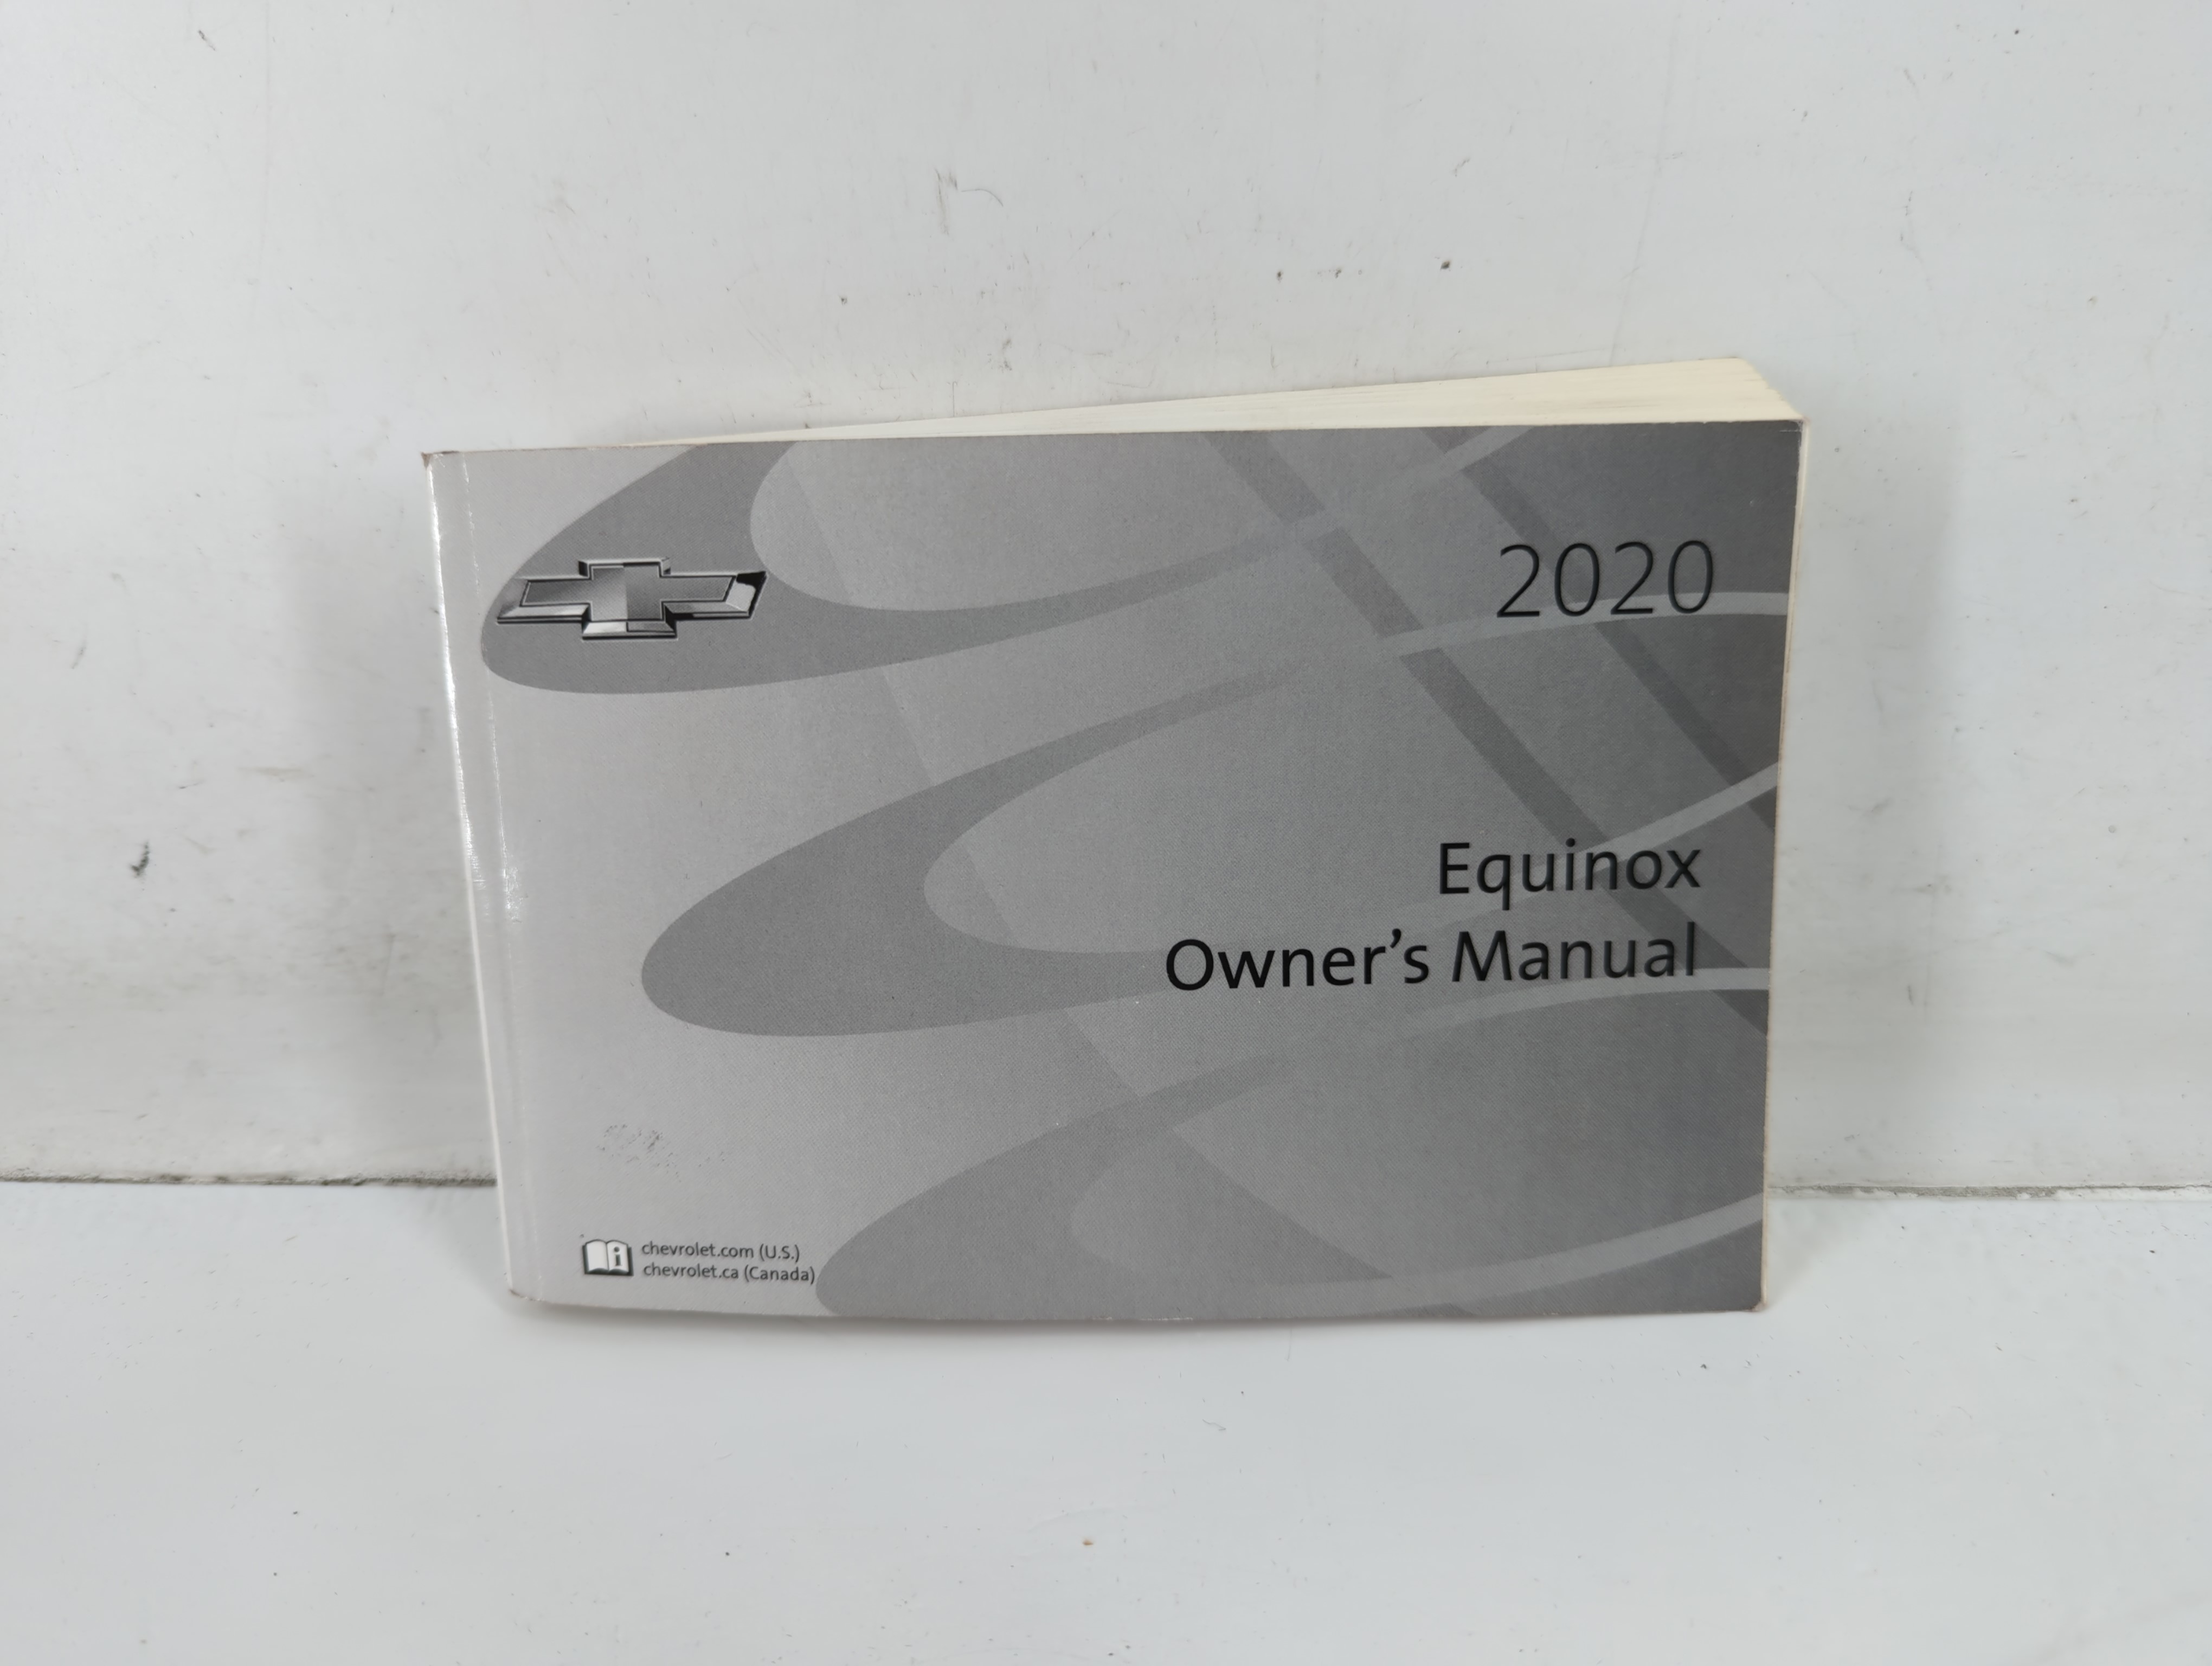 2020
Equinox
Owner's Manual
chevrolet.com (U.S.)
chevrolet.ca (Canada)